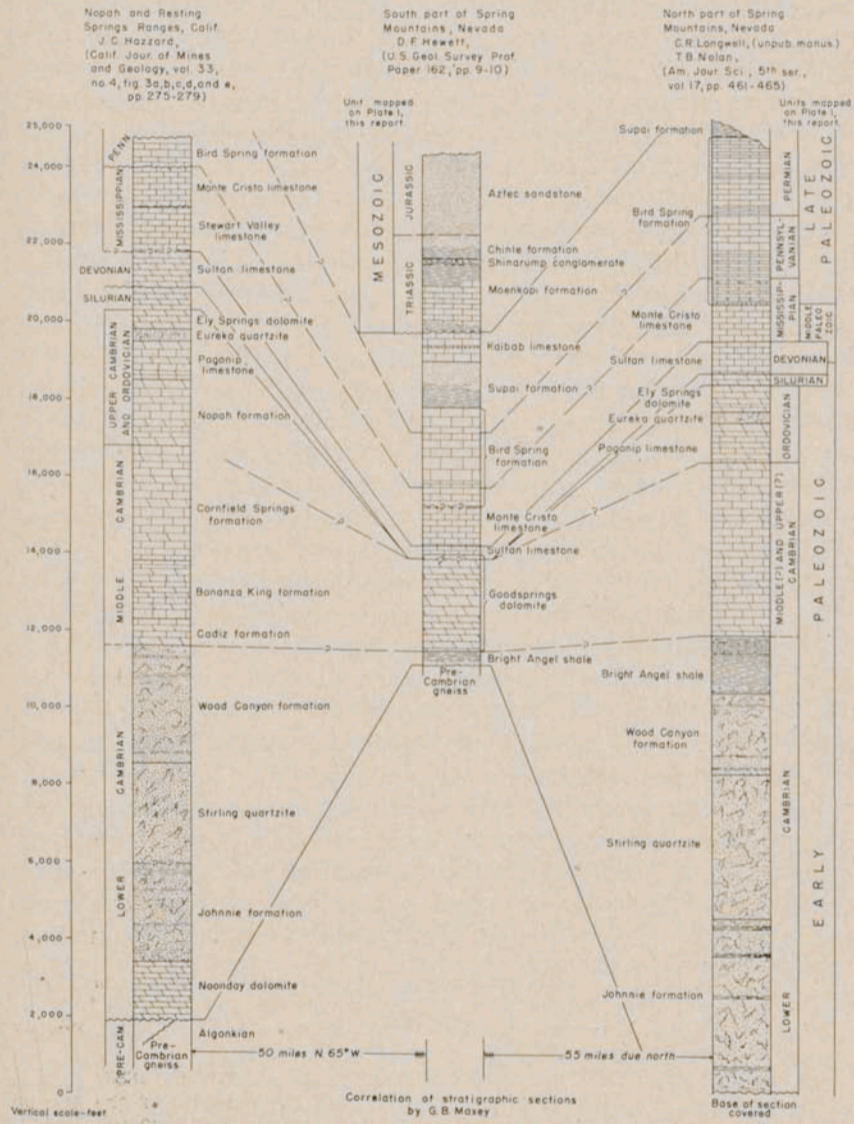 Nopah and Resting
Springs Ranges, Calif.
J. C. Hazzard,
(Calif. Jour. of Mines
and Geology, vol. 33,
no. 4, fig. 3a,b,c,d, and e,
pp. 275-279)
South part of Spring
Mountains, Nevada
D. F. Hewett,
(U.S. Geol. Survey Prof.
Paper 162, pp. 9-10)
North part of Spring
Mountains, Nevada
C. R. Longwell, (unpub. manus.)
T. B. Nolan,
(Am. Jour. Sci., 5th ser.,
vol. 17, pp. 461-465)
Unit mapped
on Plate 1,
this report
Units mapped
on Plate 1,
this report
25,000
24,000
22,000
20,000
18,000
16,000
14,000
12,000
10,000
8,000
6,000
4,000
2,000
0
Vertical scale-feet
PENN.
MISSISSIPPIAN
DEVONIAN
SILURIAN
UPPER CAMBRIAN
AND ORDOVICIAN
MIDDLE CAMBRIAN
LOWER CAMBRIAN
PRE-CAM.
Bird Spring formation
Monte Cristo limestone
Stewart Valley
limestone
Sultan limestone
Ely Springs dolomite
Eureka quartzite
Pogonip
limestone
Nopah formation
Cornfield Springs
formation
Bonanza King formation
Cadiz formation
Wood Canyon formation
Stirling quartzite
Johnnie formation
Noonday dolomite
Algonkian
Pre-
Cambrian
gneiss
MESOZOIC
JURASSIC
TRIASSIC
Aztec sandstone
Chinle formation
Shinarump conglomerate
Moenkopi formation
Kaibab limestone
Supai formation
Bird Spring
formation
Monte Cristo
limestone
Sultan limestone
Goodsprings
dolomite
Bright Angel shale
Pre-
Cambrian
gneiss
Supai formation
Bird Spring
formation
Monte Cristo
limestone
Sultan limestone
Ely Springs
dolomite
Eureka quartzite
Pogonip limestone
Bright Angel shale
Wood Canyon
formation
Stirling quartzite
Johnnie formation
PERMIAN
PENNSYL-
VANIAN
MISSISSIP-
PIAN
DEVONIAN
SILURIAN
ORDOVICIAN
MIDDLE(?) AND UPPER(?)
CAMBRIAN
LOWER CAMBRIAN
LATE
PALEOZOIC
MIDDLE
PALEO
ZOIC
EARLY PALEOZOIC
50 miles N 65° W
55 miles due north
Correlation of stratigraphic sections
by G. B. Maxey
Base of section
covered